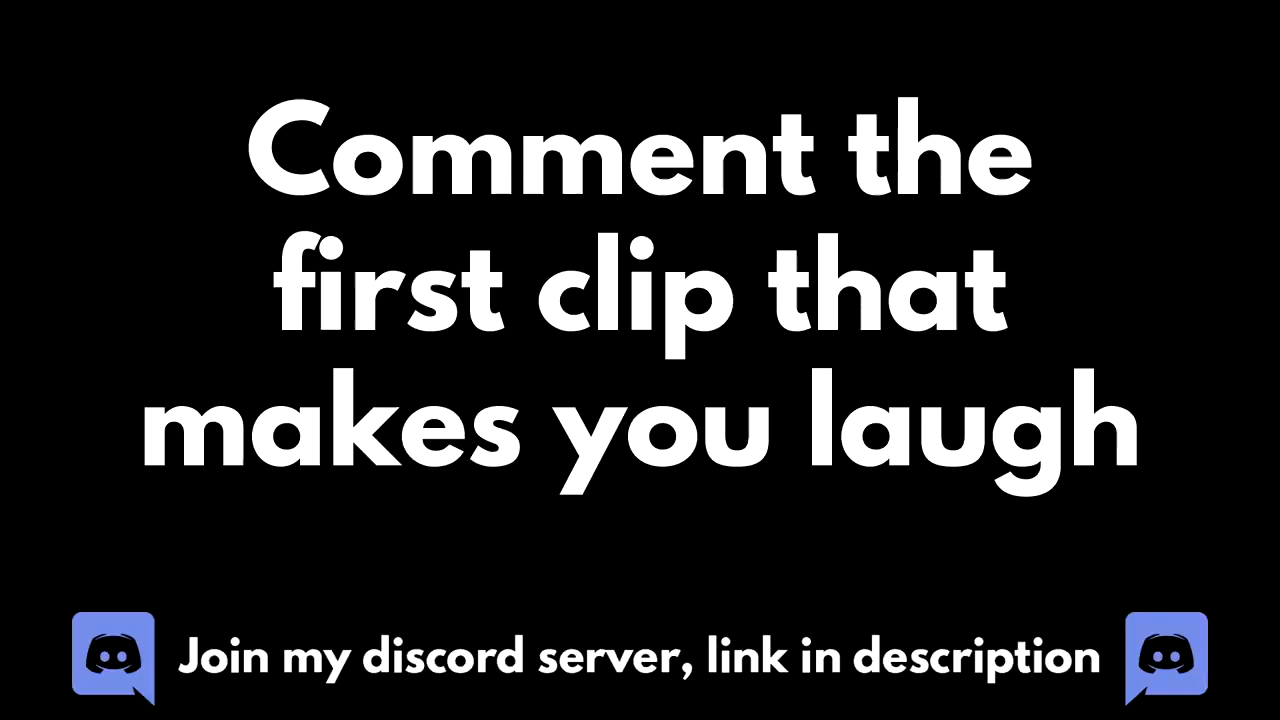 Comment the
first clip that
makes you laugh
Join my discord server, link in description